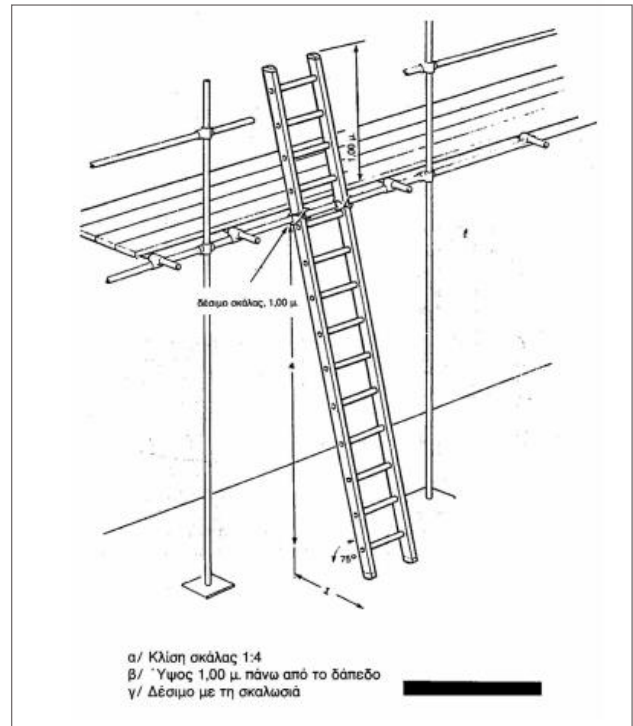 1,00 μ.
δέσιμο σκάλας, 1,00 μ.
4
75°
1
α/ Κλίση σκάλας 1:4
β/ ῾Υψος 1,00 μ. πάνω από το δάπεδο
γ/ Δέσιμο με τη σκαλωσιά